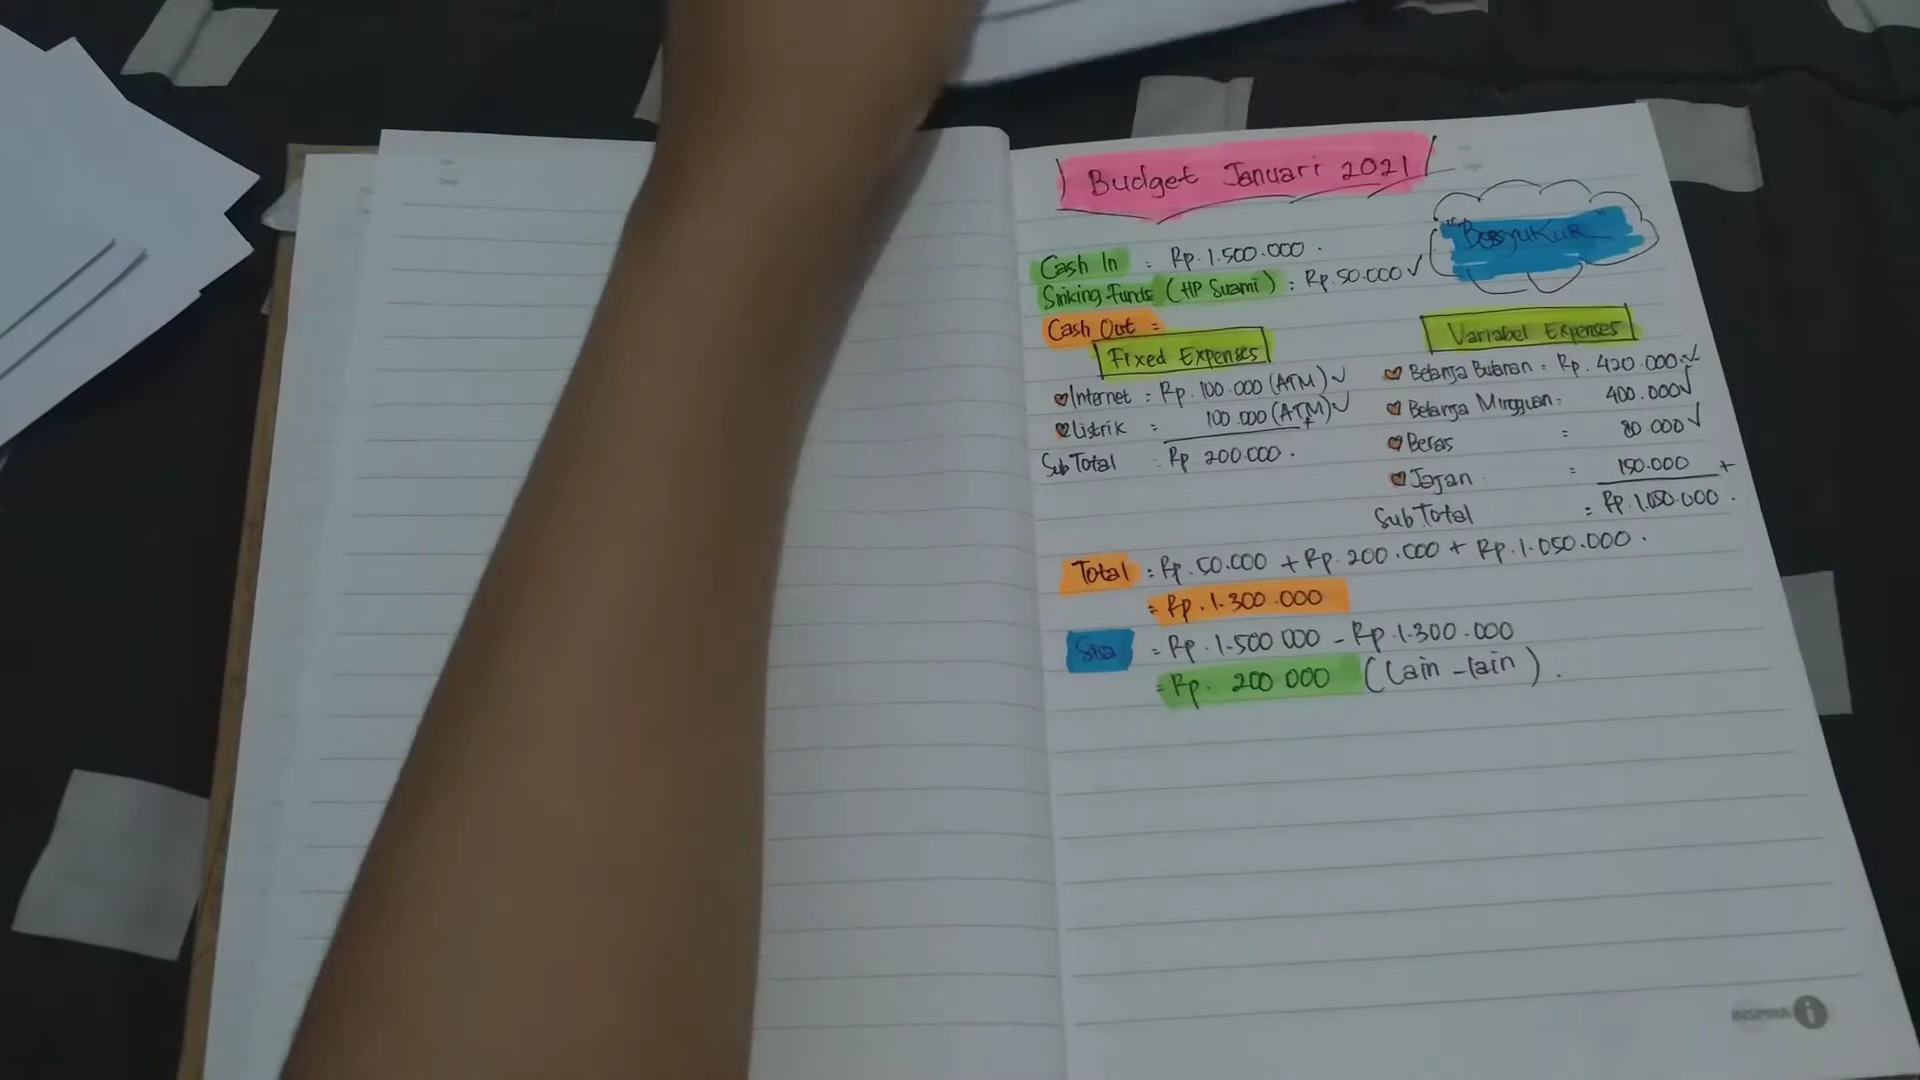 Budget Januari 2021
"Bersyukur"
Cash In : Rp. 1.500.000.
Sinking Funds (HP Suami) : Rp. 50.000 ✓
Cash Out :
Fixed Expenses
Internet : Rp. 100.000 (ATM) ✓
Listrik : 100.000 (ATM) ✓ +
Sub Total : Rp. 200.000.
Variabel Expenses
Belanja Bulanan : Rp. 420.000 ✓
Belanja Mingguan : 400.000 ✓
Beras : 80.000 ✓
Jajan : 150.000 +
Sub Total = Rp. 1.050.000.
Total : Rp. 50.000 + Rp. 200.000 + Rp. 1.050.000.
= Rp. 1.300.000
Sisa = Rp. 1.500 000 - Rp. 1.300.000
= Rp. 200 000 (Lain-lain).
INSPIRA i